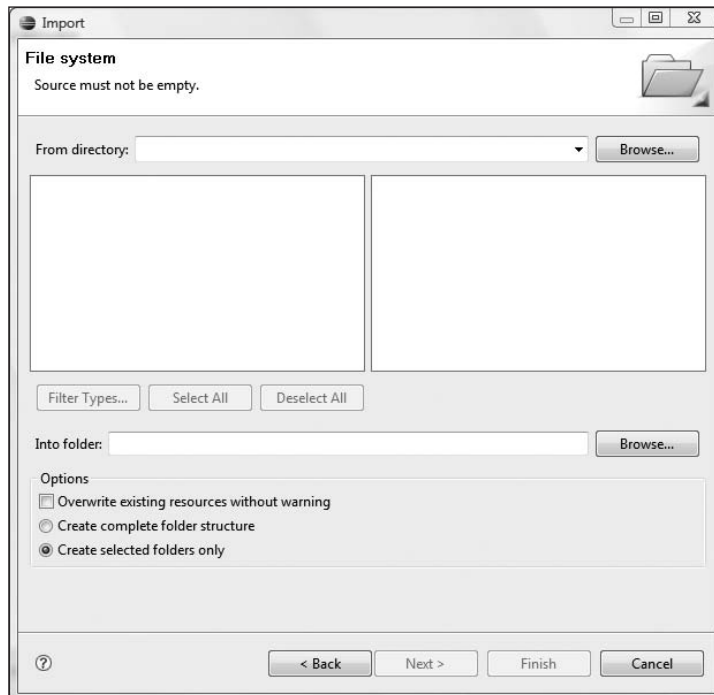 Import
File system
Source must not be empty.
From directory:
Browse...
Filter Types...
Select All
Deselect All
Into folder:
Browse...
Options
Overwrite existing resources without warning
Create complete folder structure
Create selected folders only
?
< Back
Next >
Finish
Cancel